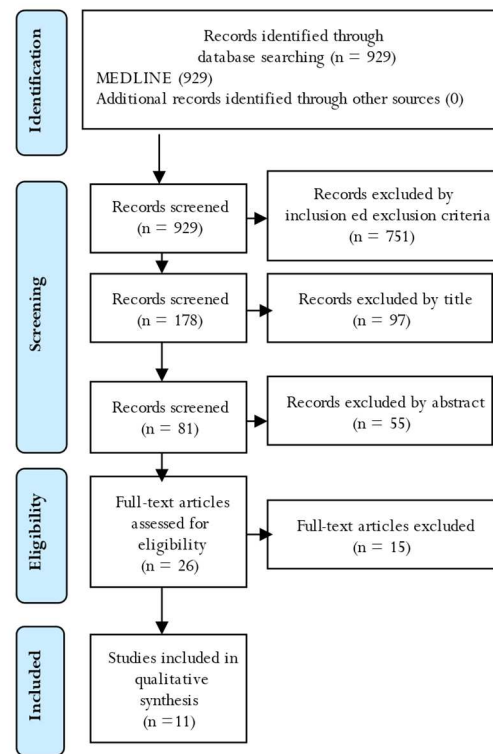 Identification
Records identified through
database searching (n = 929)
MEDLINE (929)
Additional records identified through other sources (0)
Screening
Records screened
(n = 929)
Records excluded by
inclusion ed exclusion criteria
(n = 751)
Records screened
(n = 178)
Records excluded by title
(n = 97)
Records screened
(n = 81)
Records excluded by abstract
(n = 55)
Eligibility
Full-text articles
assessed for
eligibility
(n = 26)
Full-text articles excluded
(n = 15)
Included
Studies included in
qualitative
synthesis
(n =11)